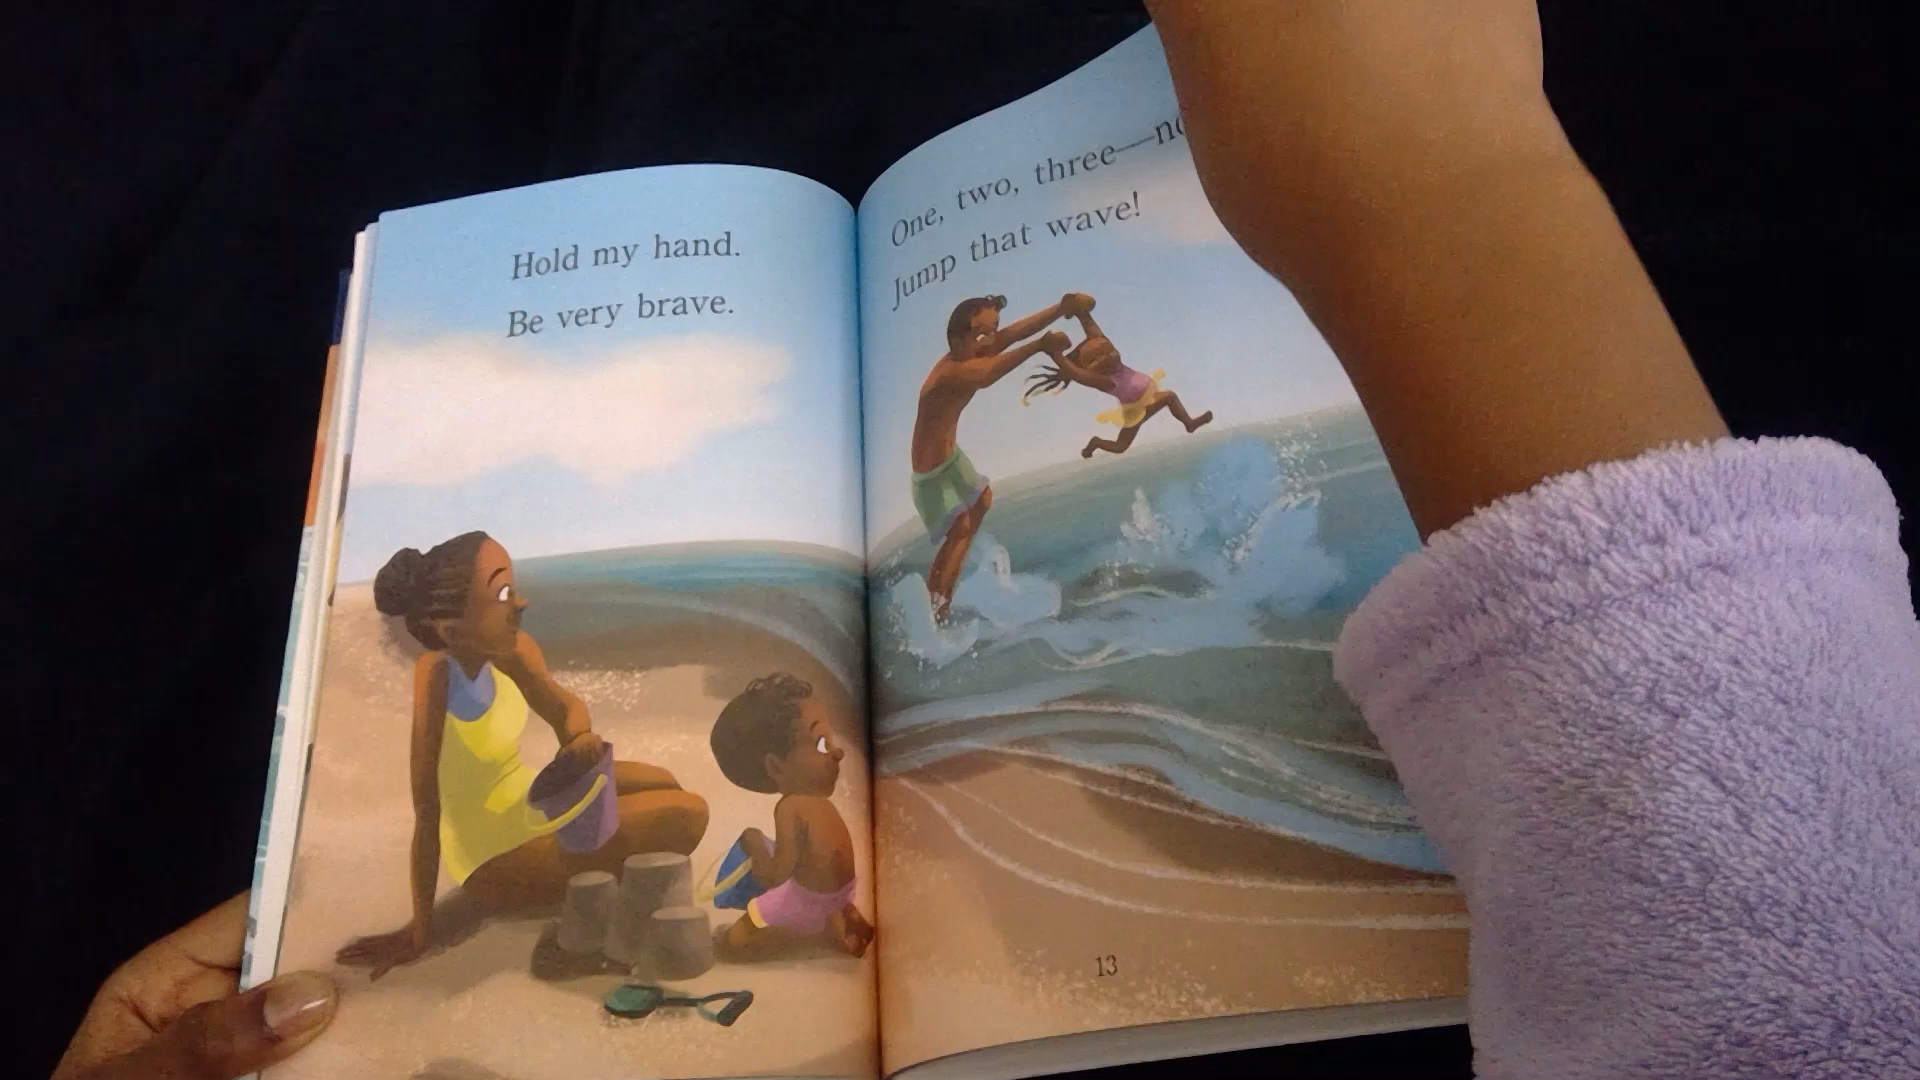 Hold my hand.
Be very brave.
One, two, three—
Jump that wave!
13